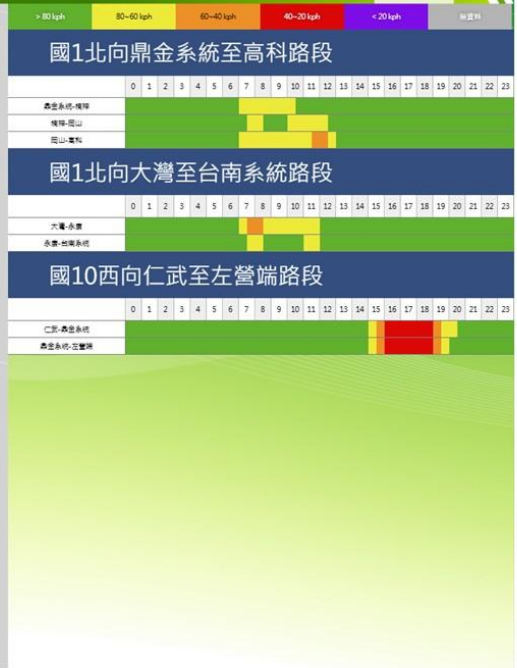 > 80 kph 80~60 kph 60~40 kph 40~20 kph < 20 kph 無資料
國1北向鼎金系統至高科路段
0 1 2 3 4 5 6 7 8 9 10 11 12 13 14 15 16 17 18 19 20 21 22 23
鼎金系統-楠梓
楠梓-岡山
岡山-高科
國1北向大灣至台南系統路段
0 1 2 3 4 5 6 7 8 9 10 11 12 13 14 15 16 17 18 19 20 21 22 23
大灣-永康
永康-台南系統
國10西向仁武至左營端路段
0 1 2 3 4 5 6 7 8 9 10 11 12 13 14 15 16 17 18 19 20 21 22 23
仁武-鼎金系統
鼎金系統-左營端